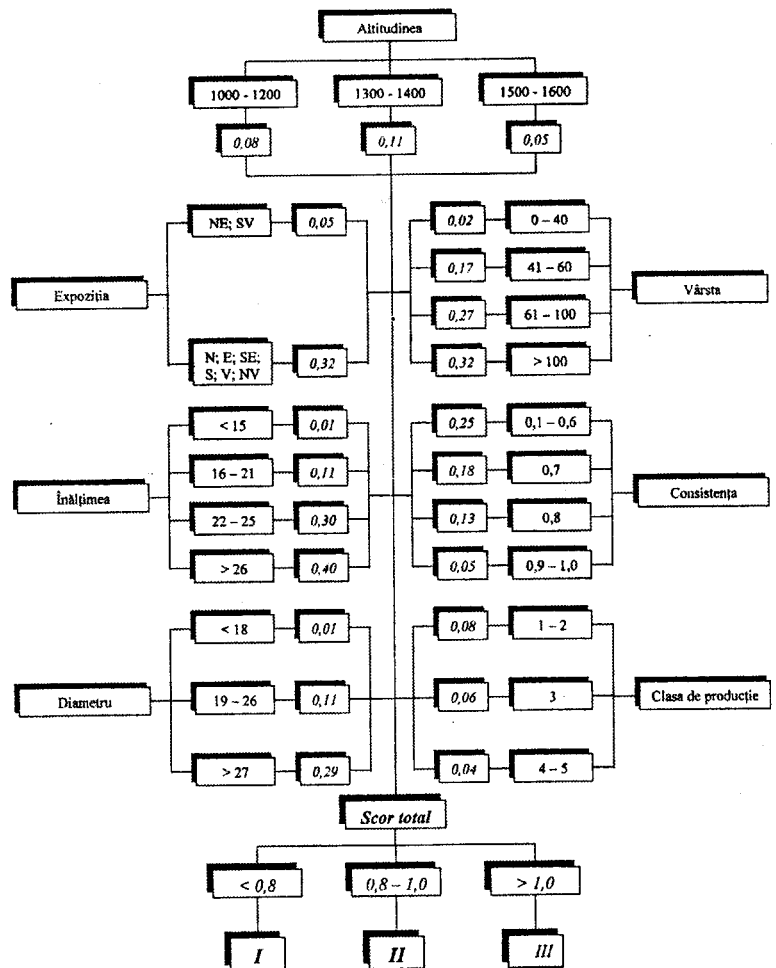 Altitudinea
1000 - 1200
1300 - 1400
1500 - 1600
0,08
0,11
0,05
Expoziția
NE; SV
0,05
N; E; SE;
S; V; NV
0,32
0,02
0 – 40
0,17
41 – 60
0,27
61 – 100
0,32
> 100
Vârsta
Înălțimea
< 15
0,01
16 – 21
0,11
22 – 25
0,30
> 26
0,40
0,25
0,1 – 0,6
0,18
0,7
0,13
0,8
0,05
0,9 – 1,0
Consistența
Diametru
< 18
0,01
19 – 26
0,11
> 27
0,29
0,08
1 – 2
0,06
3
0,04
4 – 5
Clasa de producție
Scor total
< 0,8
0,8 – 1,0
> 1,0
I
II
III